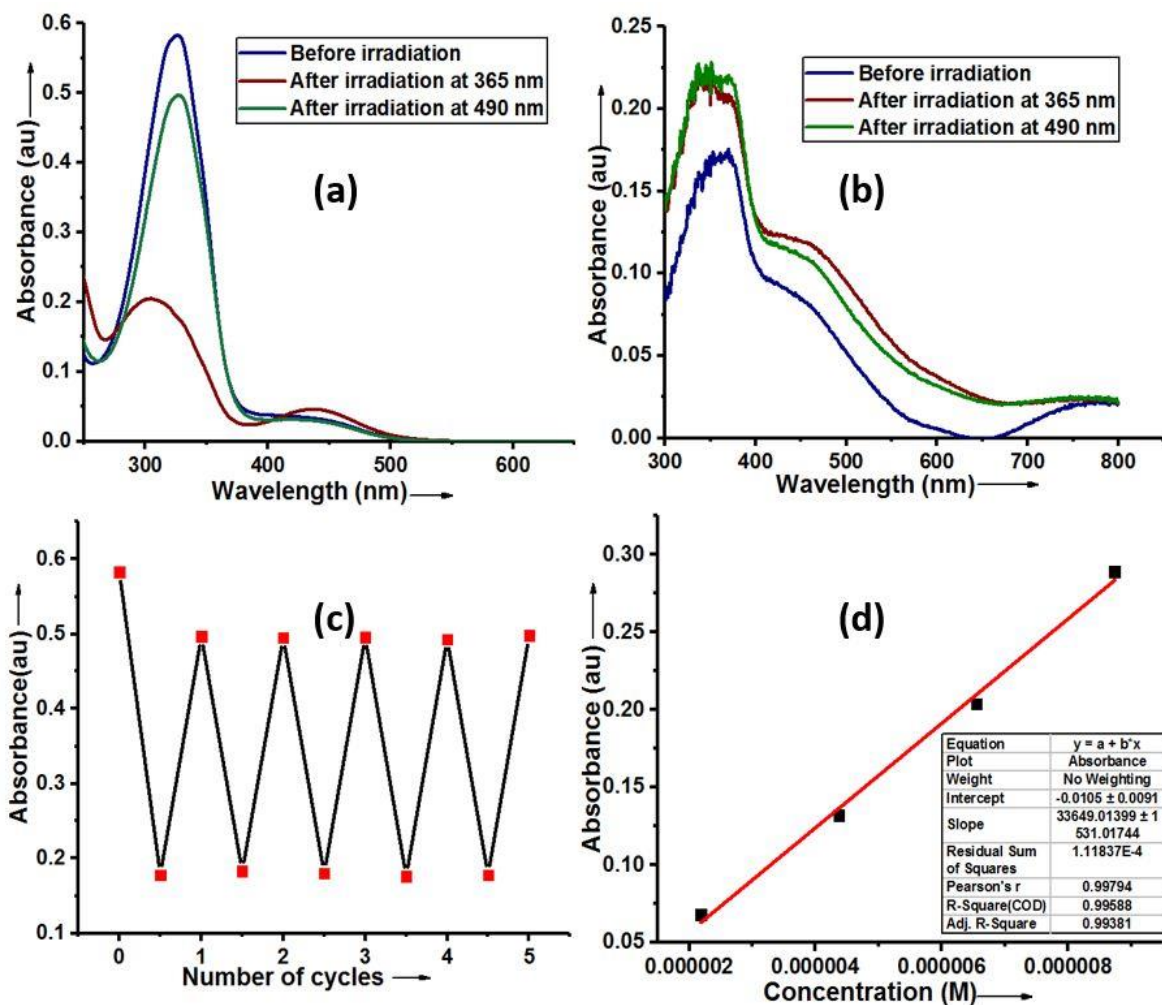 0.6
0.5
0.4
0.3
0.2
0.1
0.0
Absorbance (au)
Before irradiation
After irradiation at 365 nm
After irradiation at 490 nm
(a)
300
400
500
600
Wavelength (nm)
0.25
0.20
0.15
0.10
0.05
0.00
Absorbance (au)
Before irradiation
After irradiation at 365 nm
After irradiation at 490 nm
(b)
300
400
500
600
700
800
Wavelength (nm)
0.6
0.5
0.4
0.3
0.2
0.1
Absorbance(au)
(c)
0
1
2
3
4
5
Number of cycles
0.30
0.25
0.20
0.15
0.10
0.05
Absorbance (au)
(d)
Equation y = a + b*x
Plot Absorbance
Weight No Weighting
Intercept -0.0105 ± 0.0091
Slope 33649.01399 ± 1
531.01744
Residual Sum
of Squares 1.11837E-4
Pearson's r 0.99794
R-Square(COD) 0.99588
Adj. R-Square 0.99381
0.000002
0.000004
0.000006
0.000008
Concentration (M)